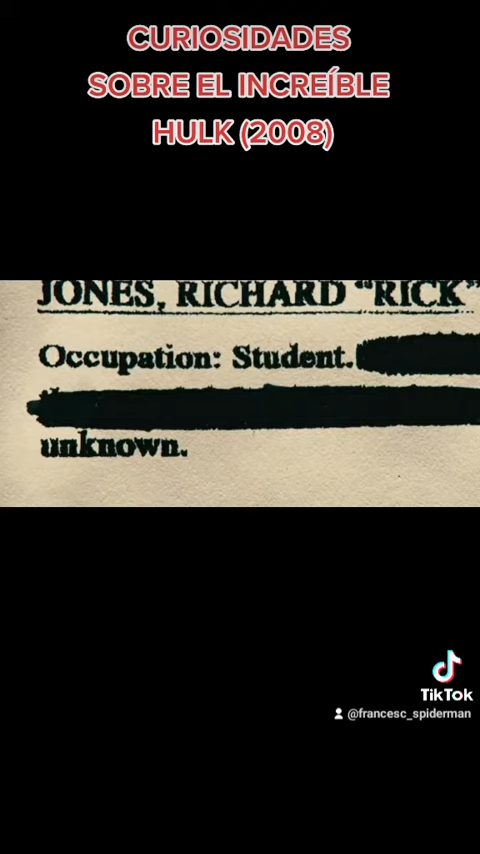 CURIOSIDADES
SOBRE EL INCREÍBLE
HULK (2008)
JONES, RICHARD "RICK"
Occupation: Student.
unknown.
TikTok
@francesc_spiderman